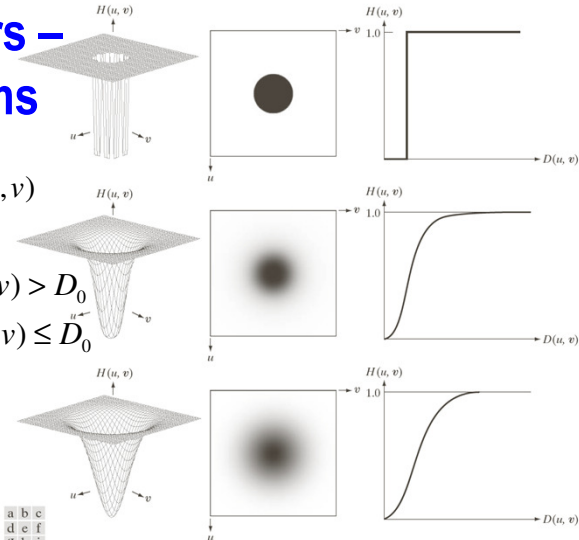 rs –
ns
, v)
v) > D₀
v) ≤ D₀
H(u, v)
u
v
v
u
H(u, v)
1.0
D(u, v)
H(u, v)
u
v
v
u
H(u, v)
1.0
D(u, v)
H(u, v)
u
v
v
u
H(u, v)
1.0
D(u, v)
a b c
d e f